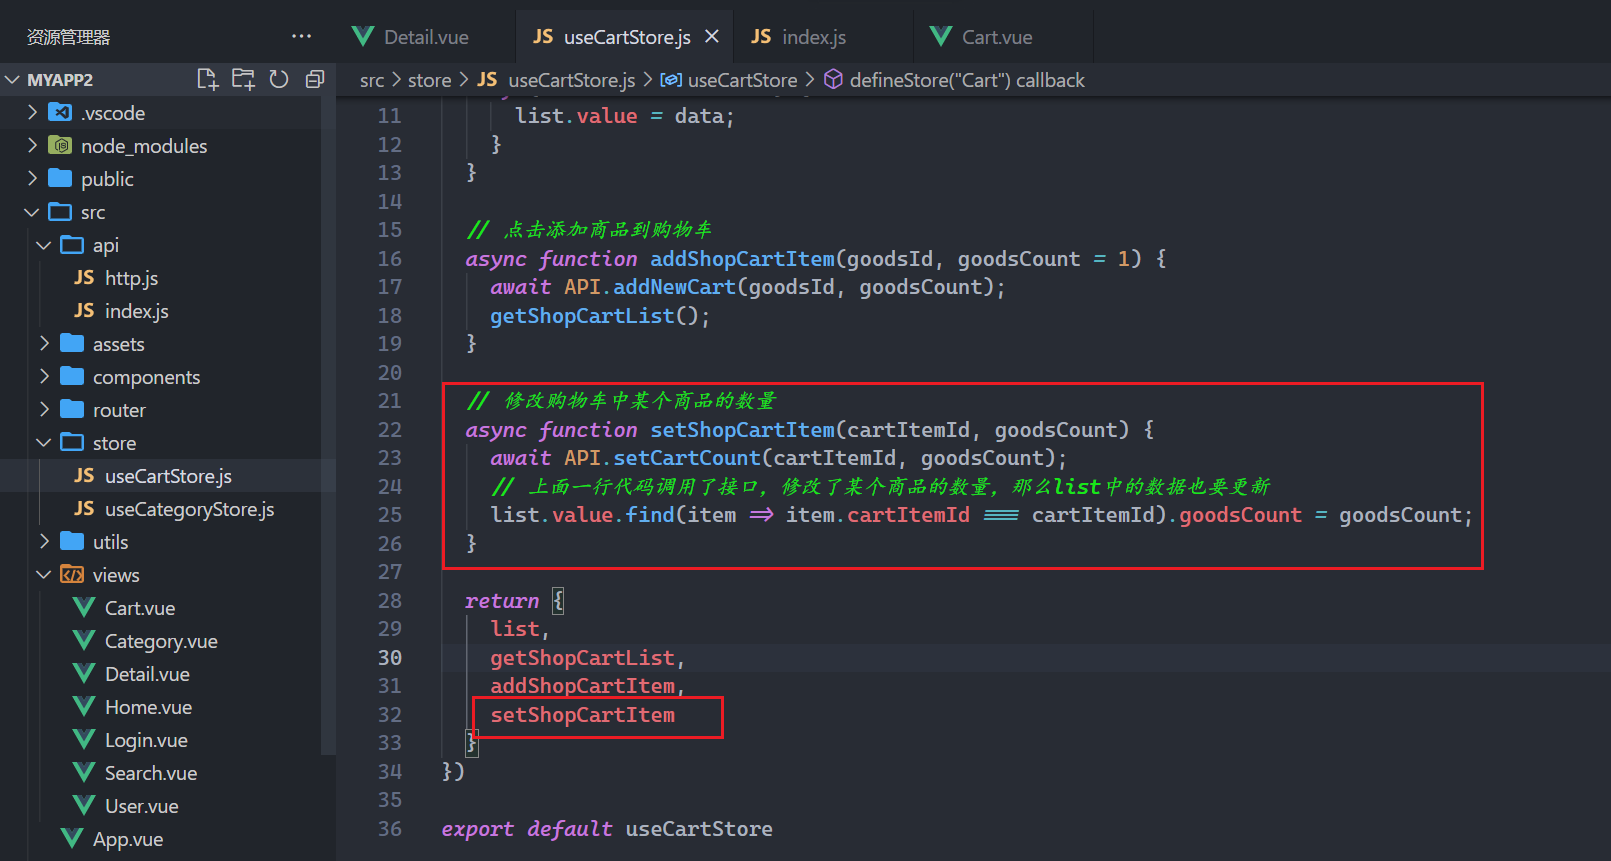 资源管理器 ···
Detail.vue
JS useCartStore.js ×
JS index.js
Cart.vue
MYAPP2
src > store > JS useCartStore.js > useCartStore > defineStore("Cart") callback
.vscode
node_modules
public
src
api
JS http.js
JS index.js
assets
components
router
store
JS useCartStore.js
JS useCategoryStore.js
utils
views
Cart.vue
Category.vue
Detail.vue
Home.vue
Login.vue
Search.vue
User.vue
App.vue
11 list.value = data;
12 }
13 }
14
15 // 点击添加商品到购物车
16 async function addShopCartItem(goodsId, goodsCount = 1) {
17 await API.addNewCart(goodsId, goodsCount);
18 getShopCartList();
19 }
20
21 // 修改购物车中某个商品的数量
22 async function setShopCartItem(cartItemId, goodsCount) {
23 await API.setCartCount(cartItemId, goodsCount);
24 // 上面一行代码调用了接口，修改了某个商品的数量，那么list中的数据也要更新
25 list.value.find(item => item.cartItemId === cartItemId).goodsCount = goodsCount;
26 }
27
28 return {
29 list,
30 getShopCartList,
31 addShopCartItem,
32 setShopCartItem
33 }
34 })
35
36 export default useCartStore